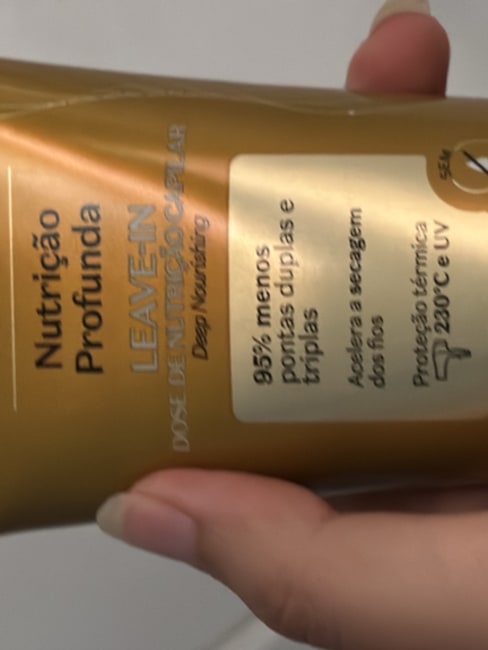 Nutrição
Profunda
LEAVE-IN
DOSE DE NUTRIÇÃO CAPILAR
Deep Nourishing
95% menos
pontas duplas e
triplas
Acelera a secagem
dos fios
Proteção térmica
230°C e UV
SEM